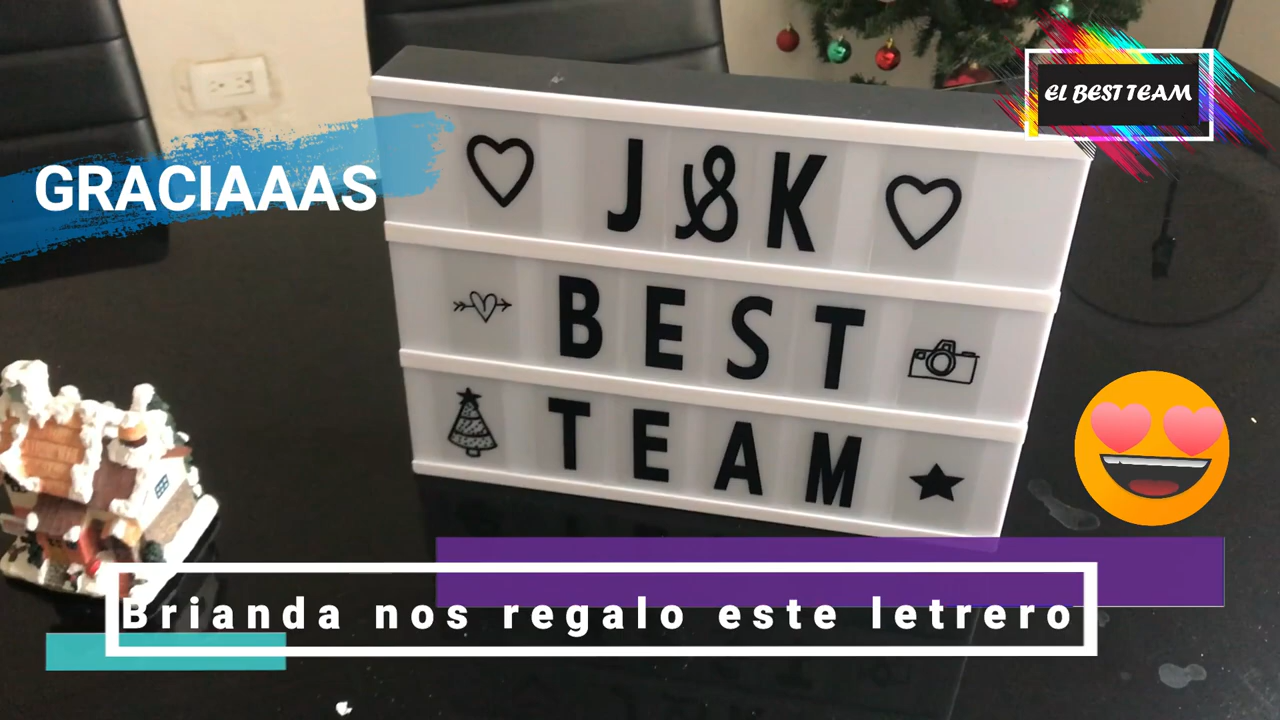 EL BEST TEAM
GRACIAAAS
J & K
BEST
TEAM
Brianda nos regalo este letrero